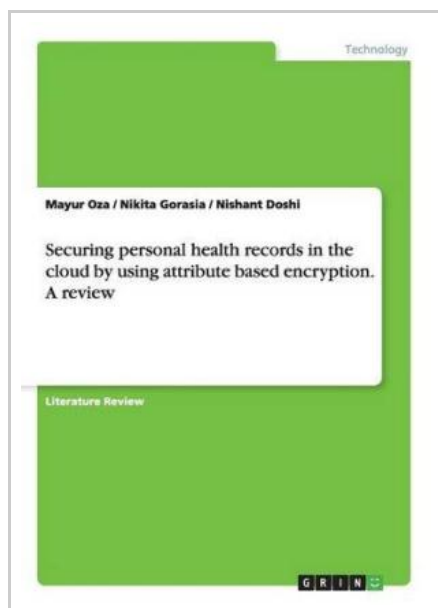 Technology
Mayur Oza / Nikita Gorasia / Nishant Doshi
Securing personal health records in the
cloud by using attribute based encryption.
A review
Literature Review
GRIN